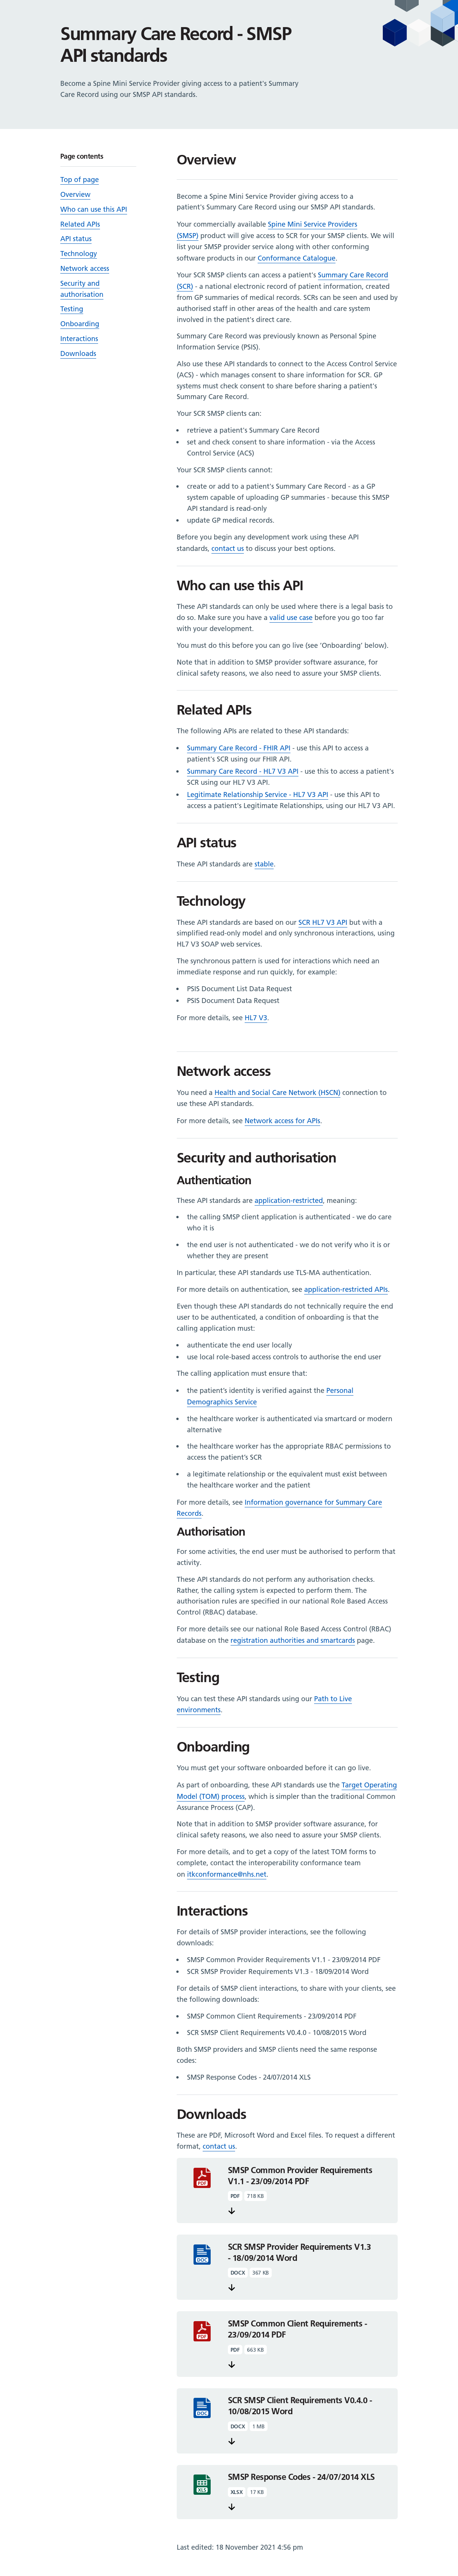 Summary Care Record - SMSP
API standards
Become a Spine Mini Service Provider giving access to a patient's Summary
Care Record using our SMSP API standards.
Page contents
Top of page
Overview
Who can use this API
Related APIs
API status
Technology
Network access
Security and
authorisation
Testing
Onboarding
Interactions
Downloads
Overview
Become a Spine Mini Service Provider giving access to a
patient's Summary Care Record using our SMSP API standards.
Your commercially available Spine Mini Service Providers
(SMSP) product will give access to SCR for your SMSP clients. We will
list your SMSP provider service along with other conforming
software products in our Conformance Catalogue.
Your SCR SMSP clients can access a patient's Summary Care Record
(SCR) - a national electronic record of patient information, created
from GP summaries of medical records. SCRs can be seen and used by
authorised staff in other areas of the health and care system
involved in the patient's direct care.
Summary Care Record was previously known as Personal Spine
Information Service (PSIS).
Also use these API standards to connect to the Access Control Service
(ACS) - which manages consent to share information for SCR. GP
systems must check consent to share before sharing a patient's
Summary Care Record.
Your SCR SMSP clients can:
• retrieve a patient's Summary Care Record
• set and check consent to share information - via the Access
Control Service (ACS)
Your SCR SMSP clients cannot:
• create or add to a patient's Summary Care Record - as a GP
system capable of uploading GP summaries - because this SMSP
API standard is read-only
• update GP medical records.
Before you begin any development work using these API
standards, contact us to discuss your best options.
Who can use this API
These API standards can only be used where there is a legal basis to
do so. Make sure you have a valid use case before you go too far
with your development.
You must do this before you can go live (see 'Onboarding' below).
Note that in addition to SMSP provider software assurance, for
clinical safety reasons, we also need to assure your SMSP clients.
Related APIs
The following APIs are related to these API standards:
• Summary Care Record - FHIR API - use this API to access a
patient's SCR using our FHIR API.
• Summary Care Record - HL7 V3 API - use this to access a patient's
SCR using our HL7 V3 API.
• Legitimate Relationship Service - HL7 V3 API - use this API to
access a patient's Legitimate Relationships, using our HL7 V3 API.
API status
These API standards are stable.
Technology
These API standards are based on our SCR HL7 V3 API but with a
simplified read-only model and only synchronous interactions, using
HL7 V3 SOAP web services.
The synchronous pattern is used for interactions which need an
immediate response and run quickly, for example:
• PSIS Document List Data Request
• PSIS Document Data Request
For more details, see HL7 V3.
Network access
You need a Health and Social Care Network (HSCN) connection to
use these API standards.
For more details, see Network access for APIs.
Security and authorisation
Authentication
These API standards are application-restricted, meaning:
• the calling SMSP client application is authenticated - we do care
who it is
• the end user is not authenticated - we do not verify who it is or
whether they are present
In particular, these API standards use TLS-MA authentication.
For more details on authentication, see application-restricted APIs.
Even though these API standards do not technically require the end
user to be authenticated, a condition of onboarding is that the
calling application must:
• authenticate the end user locally
• use local role-based access controls to authorise the end user
The calling application must ensure that:
• the patient's identity is verified against the Personal
Demographics Service
• the healthcare worker is authenticated via smartcard or modern
alternative
• the healthcare worker has the appropriate RBAC permissions to
access the patient's SCR
• a legitimate relationship or the equivalent must exist between
the healthcare worker and the patient
For more details, see Information governance for Summary Care
Records.
Authorisation
For some activities, the end user must be authorised to perform that
activity.
These API standards do not perform any authorisation checks.
Rather, the calling system is expected to perform them. The
authorisation rules are specified in our national Role Based Access
Control (RBAC) database.
For more details see our national Role Based Access Control (RBAC)
database on the registration authorities and smartcards page.
Testing
You can test these API standards using our Path to Live
environments.
Onboarding
You must get your software onboarded before it can go live.
As part of onboarding, these API standards use the Target Operating
Model (TOM) process, which is simpler than the traditional Common
Assurance Process (CAP).
Note that in addition to SMSP provider software assurance, for
clinical safety reasons, we also need to assure your SMSP clients.
For more details, and to get a copy of the latest TOM forms to
complete, contact the interoperability conformance team
on itkconformance@nhs.net.
Interactions
For details of SMSP provider interactions, see the following
downloads:
• SMSP Common Provider Requirements V1.1 - 23/09/2014 PDF
• SCR SMSP Provider Requirements V1.3 - 18/09/2014 Word
For details of SMSP client interactions, to share with your clients, see
the following downloads:
• SMSP Common Client Requirements - 23/09/2014 PDF
• SCR SMSP Client Requirements V0.4.0 - 10/08/2015 Word
Both SMSP providers and SMSP clients need the same response
codes:
• SMSP Response Codes - 24/07/2014 XLS
Downloads
These are PDF, Microsoft Word and Excel files. To request a different
format, contact us.
PDF
SMSP Common Provider Requirements
V1.1 - 23/09/2014 PDF
PDF 718 KB
DOC
SCR SMSP Provider Requirements V1.3
- 18/09/2014 Word
DOCX 367 KB
PDF
SMSP Common Client Requirements -
23/09/2014 PDF
PDF 663 KB
DOC
SCR SMSP Client Requirements V0.4.0 -
10/08/2015 Word
DOCX 1 MB
XLS
SMSP Response Codes - 24/07/2014 XLS
XLSX 17 KB
Last edited: 18 November 2021 4:56 pm